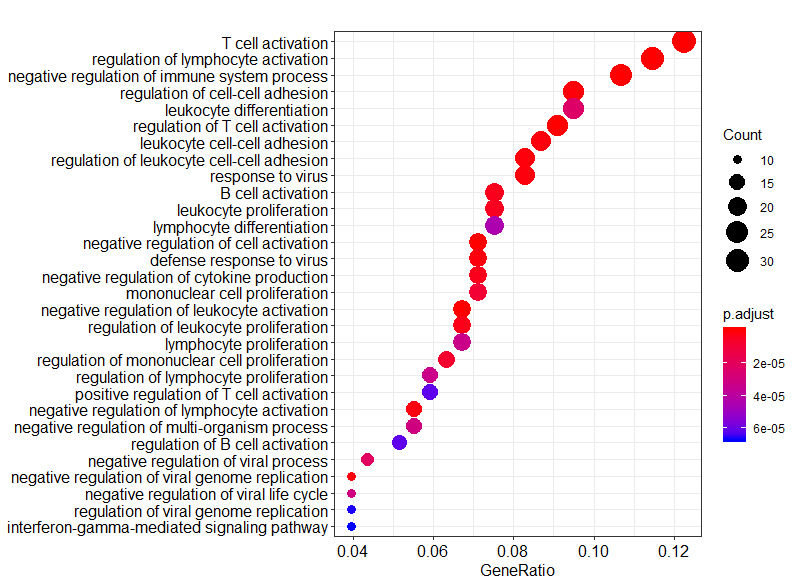 T cell activation
regulation of lymphocyte activation
negative regulation of immune system process
regulation of cell-cell adhesion
leukocyte differentiation
regulation of T cell activation
leukocyte cell-cell adhesion
regulation of leukocyte cell-cell adhesion
response to virus
B cell activation
leukocyte proliferation
lymphocyte differentiation
negative regulation of cell activation
defense response to virus
negative regulation of cytokine production
mononuclear cell proliferation
negative regulation of leukocyte activation
regulation of leukocyte proliferation
lymphocyte proliferation
regulation of mononuclear cell proliferation
regulation of lymphocyte proliferation
positive regulation of T cell activation
negative regulation of lymphocyte activation
negative regulation of multi-organism process
regulation of B cell activation
negative regulation of viral process
negative regulation of viral genome replication
negative regulation of viral life cycle
regulation of viral genome replication
interferon-gamma-mediated signaling pathway
0.04 0.06 0.08 0.10 0.12
GeneRatio
Count
10
15
20
25
30
p.adjust
2e-05
4e-05
6e-05